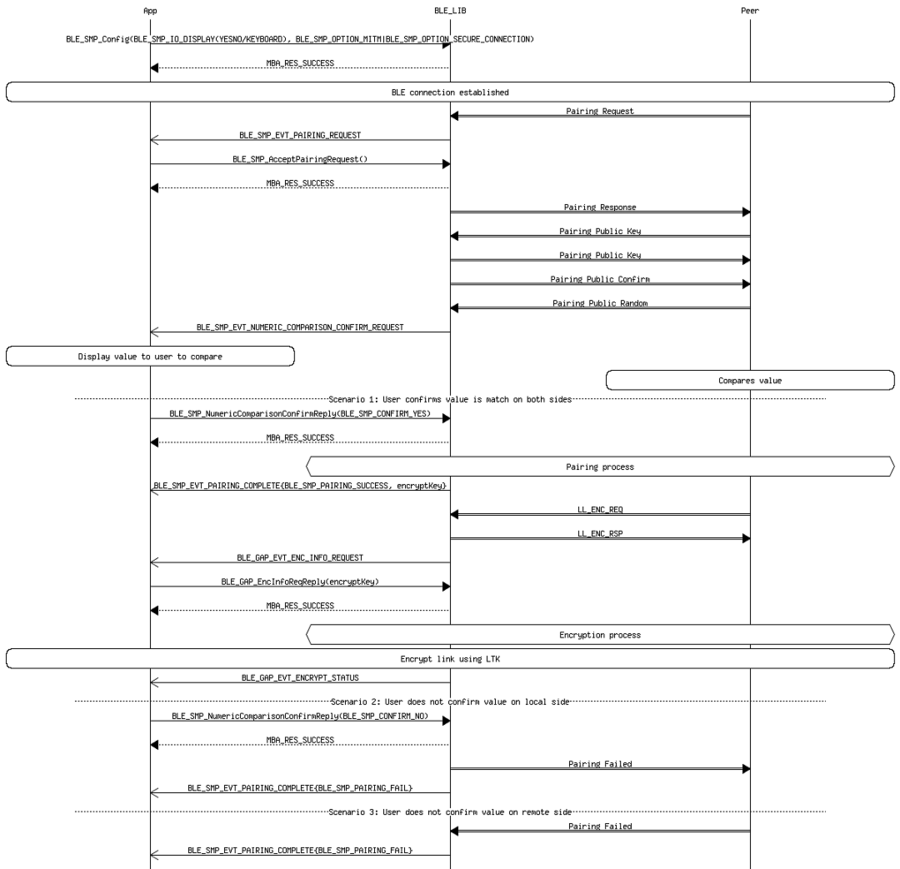 App BLE_LIB Peer
BLE_SMP_Config(BLE_SMP_IO_DISPLAY(YESNO/KEYBOARD), BLE_SMP_OPTION_MITM|BLE_SMP_OPTION_SECURE_CONNECTION)
MBA_RES_SUCCESS
BLE connection established
Pairing Request
BLE_SMP_EVT_PAIRING_REQUEST
BLE_SMP_AcceptPairingRequest()
MBA_RES_SUCCESS
Pairing Response
Pairing Public Key
Pairing Public Key
Pairing Public Confirm
Pairing Public Random
BLE_SMP_EVT_NUMERIC_COMPARISON_CONFIRM_REQUEST
Display value to user to compare
Compares value
Scenario 1: User confirms value is match on both sides
BLE_SMP_NumericComparisonConfirmReply(BLE_SMP_CONFIRM_YES)
MBA_RES_SUCCESS
Pairing process
BLE_SMP_EVT_PAIRING_COMPLETE{BLE_SMP_PAIRING_SUCCESS, encryptKey}
LL_ENC_REQ
LL_ENC_RSP
BLE_GAP_EVT_ENC_INFO_REQUEST
BLE_GAP_EncInfoReqReply(encryptKey)
MBA_RES_SUCCESS
Encryption process
Encrypt link using LTK
BLE_GAP_EVT_ENCRYPT_STATUS
Scenario 2: User does not confirm value on local side
BLE_SMP_NumericComparisonConfirmReply(BLE_SMP_CONFIRM_NO)
MBA_RES_SUCCESS
Pairing Failed
BLE_SMP_EVT_PAIRING_COMPLETE{BLE_SMP_PAIRING_FAIL}
Scenario 3: User does not confirm value on remote side
Pairing Failed
BLE_SMP_EVT_PAIRING_COMPLETE{BLE_SMP_PAIRING_FAIL}